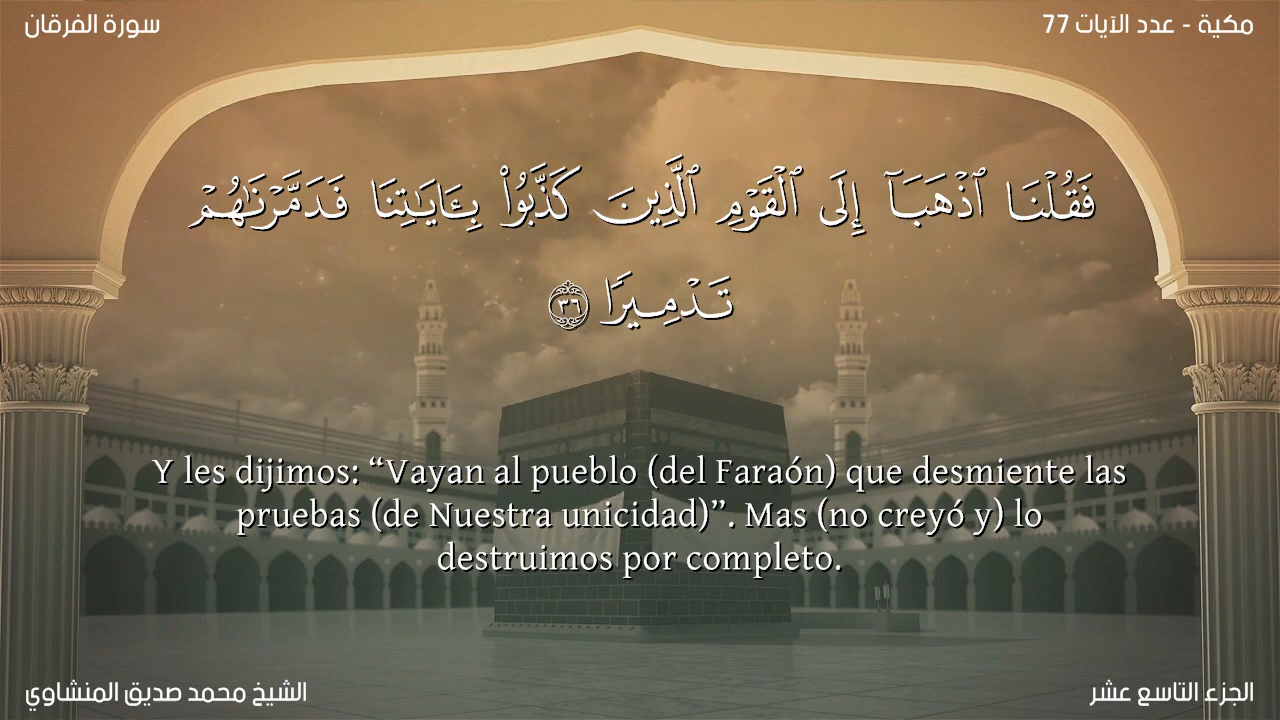 سورة الفرقان
مكية - عدد الآيات 77
فَقُلْنَا ٱذْهَبَآ إِلَى ٱلْقَوْمِ ٱلَّذِينَ كَذَّبُوا۟ بِـَٔايَـٰتِنَا فَدَمَّرْنَـٰهُمْ
تَدْمِيرًا ٣٦
Y les dijimos: “Vayan al pueblo (del Faraón) que desmiente las
pruebas (de Nuestra unicidad)”. Mas (no creyó y) lo
destruimos por completo.
الشيخ محمد صديق المنشاوي
الجزء التاسع عشر